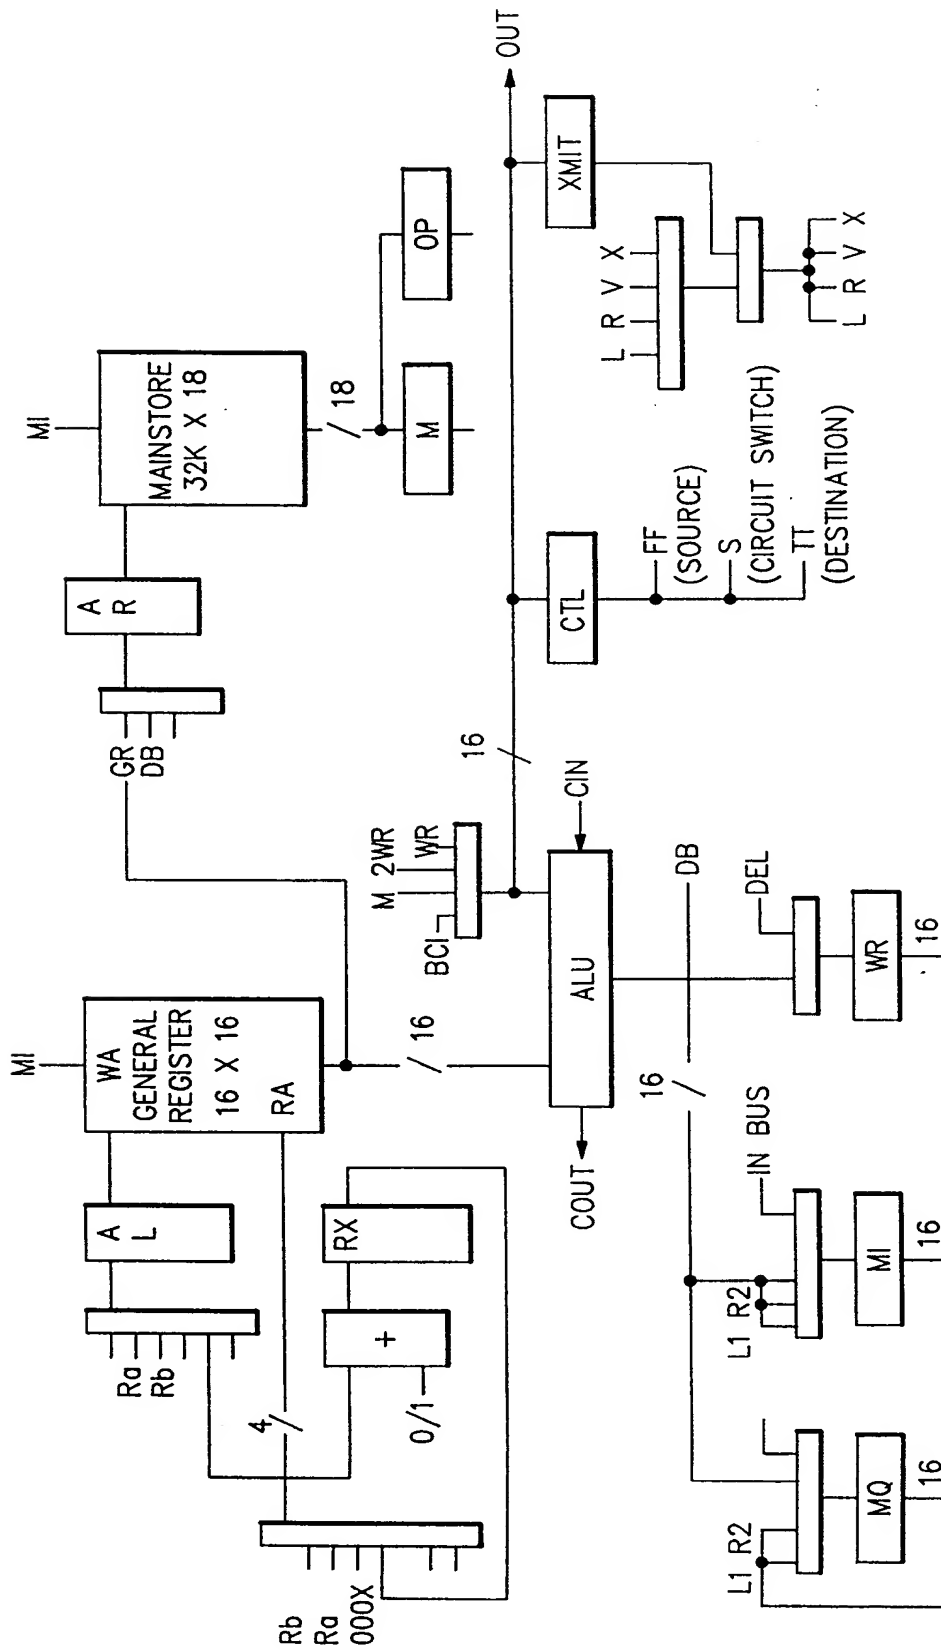 MI
WA
GENERAL
REGISTER
16 X 16
RA
A
L
Ra
Rb
4
RX
+
0/1
Rb
Ra
000X
GR
DB
A
R
MI
MAINSTORE
32K X 18
18
M
OP
16
BCI
M
2WR
WR
16
COUT
ALU
CIN
OUT
XMIT
L R V X
L R V X
CTL
FF
(SOURCE)
S
(CIRCUIT SWITCH)
TT
(DESTINATION)
16
DB
L1 R2
MQ
16
L1 R2
IN BUS
MI
16
DEL
WR
16